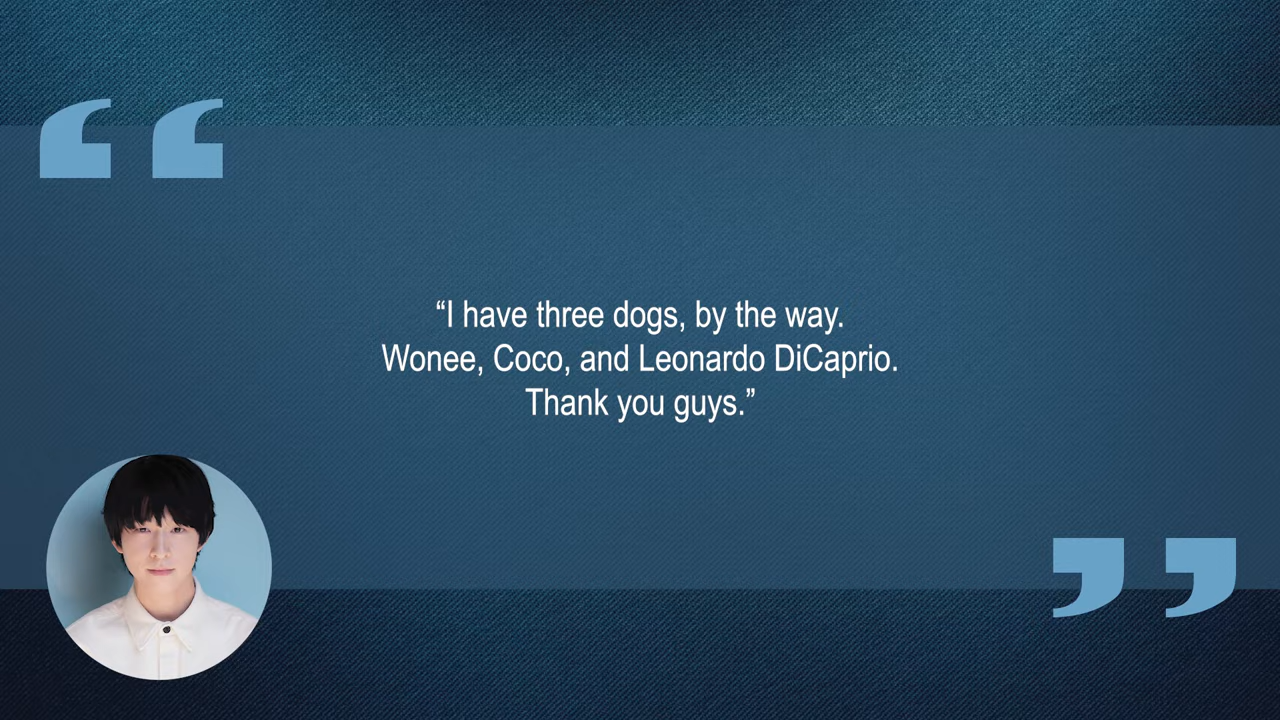 “I have three dogs, by the way.
Wonee, Coco, and Leonardo DiCaprio.
Thank you guys.”